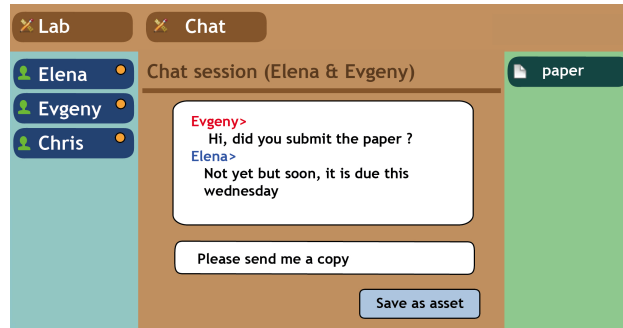 Lab
Chat
Elena
Evgeny
Chris
Chat session (Elena & Evgeny)
Evgeny>
Hi, did you submit the paper ?
Elena>
Not yet but soon, it is due this
wednesday
Please send me a copy
Save as asset
paper